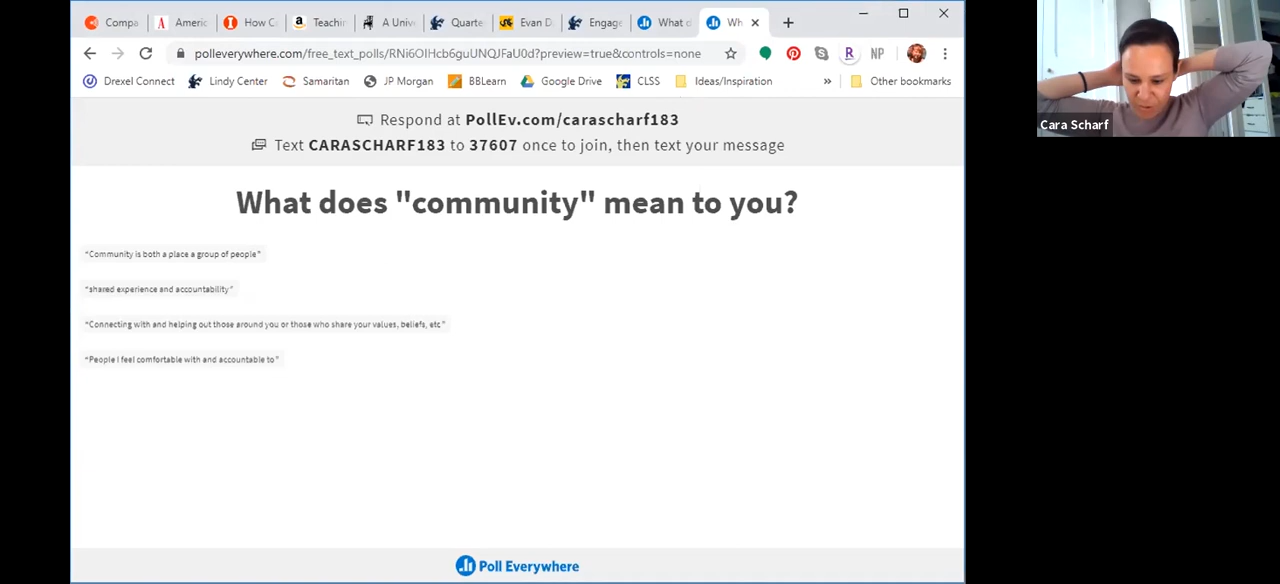 Compa
Americ
How C
Teachin
A Univ
Quarte
Evan D
Engage
What d
Wh
polleverywhere.com/free_text_polls/RNi6OIHcb6guUNQJFaU0d?preview=true&controls=none
NP
Drexel Connect
Lindy Center
Samaritan
JP Morgan
BBLearn
Google Drive
CLSS
Ideas/Inspiration
»
Other bookmarks
Respond at PollEv.com/carascharf183
Text CARASCHARF183 to 37607 once to join, then text your message
What does "community" mean to you?
“Community is both a place a group of people”
“shared experience and accountability”
“Connecting with and helping out those around you or those who share your values, beliefs, etc”
“People I feel comfortable with and accountable to”
Poll Everywhere
Cara Scharf